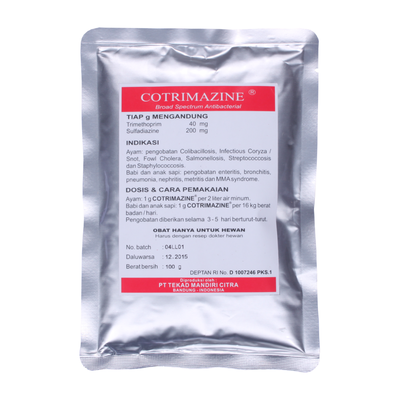 COTRIMAZINE ®
Broad Spectrum Antibacterial
TIAP g MENGANDUNG
Trimethoprim 40 mg
Sulfadiazine 200 mg
INDIKASI
Ayam: pengobatan Colibacillosis, Infectious Coryza /
Snot, Fowl Cholera, Salmonellosis, Streptococcosis
dan Staphylococcosis.
Babi dan anak sapi: pengobatan enteritis, bronchitis,
pneumonia, nephritis, metritis dan MMA syndrome.
DOSIS & CARA PEMAKAIAN
Ayam: 1 g COTRIMAZINE® per 2 liter air minum.
Babi dan anak sapi: 1 g COTRIMAZINE® per 16 kg berat
badan / hari.
Pengobatan diberikan selama 3 - 5 hari berturut-turut.
OBAT HANYA UNTUK HEWAN
Harus dengan resep dokter hewan
No. batch : 04LL01
Daluwarsa : 12. 2015
Berat bersih : 100 g
DEPTAN RI No: D 1007246 PKS.1
Diproduksi oleh :
PT TEKAD MANDIRI CITRA
BANDUNG - INDONESIA